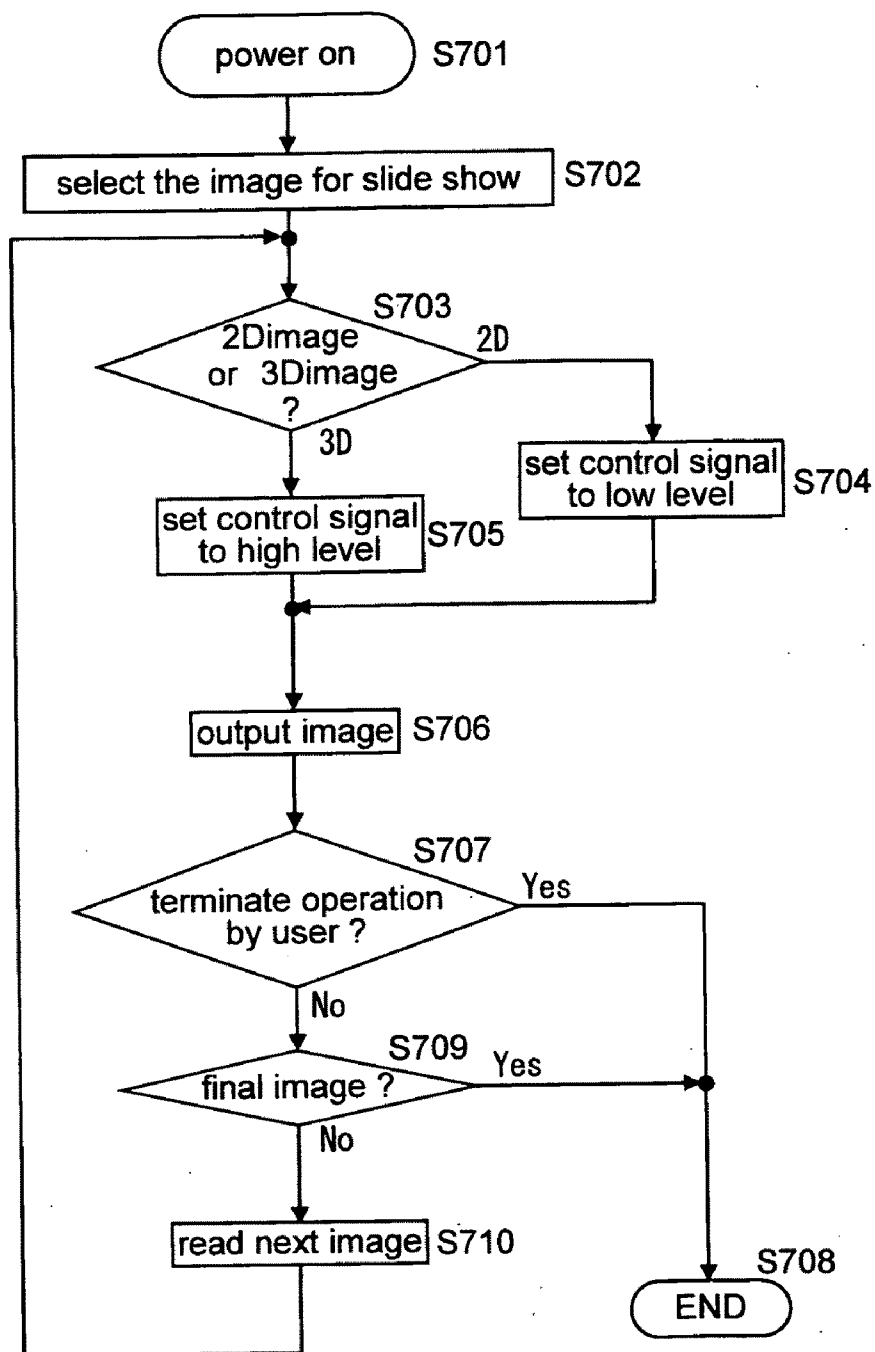 power on
S701
select the image for slide show
S702
S703
2Dimage
or 3Dimage
?
2D
3D
set control signal
to low level
S704
set control signal
to high level
S705
output image
S706
S707
terminate operation
by user ?
Yes
No
S709
final image ?
Yes
No
read next image
S710
S708
END